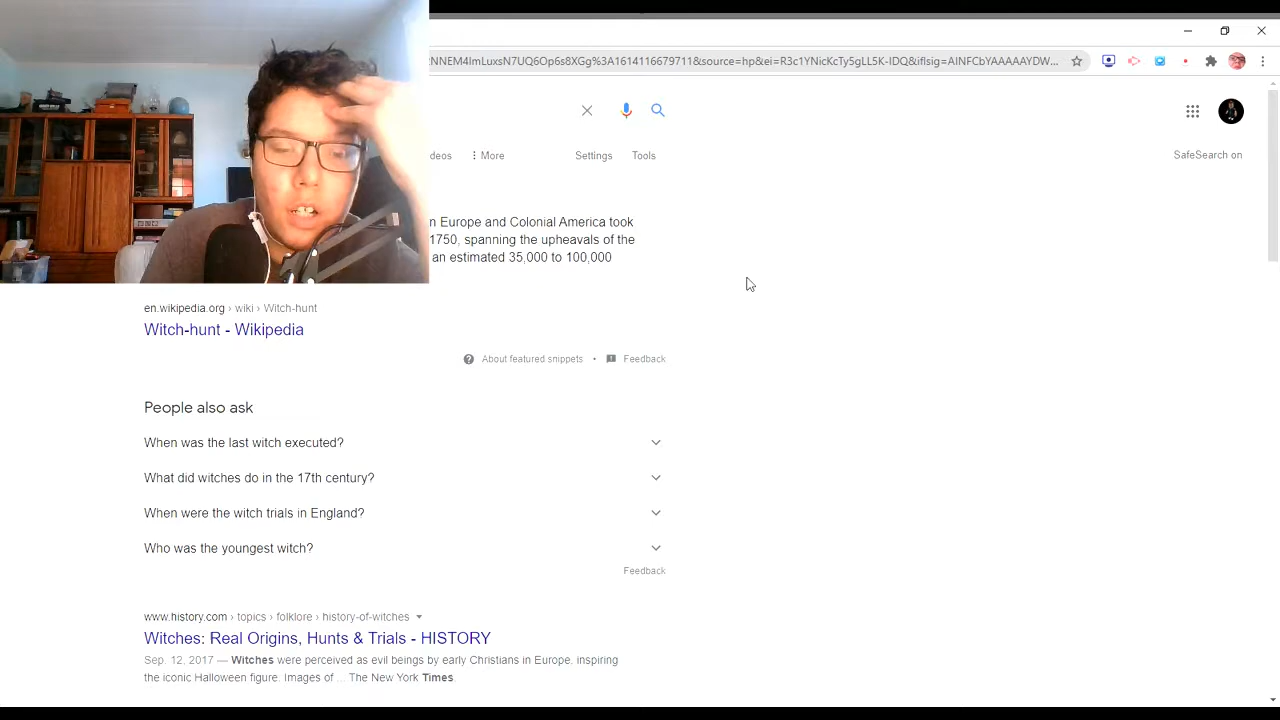 NNEM4ImLuxsN7UQ6Op6s8XGg%3A1614116679711&source=hp&ei=R3c1YNicKcTy5gLL5K-IDQ&iflsig=AINFCbYAAAAAYDW...
deos More Settings Tools SafeSearch on
n Europe and Colonial America took
1750, spanning the upheavals of the
an estimated 35,000 to 100,000
en.wikipedia.org › wiki › Witch-hunt
Witch-hunt - Wikipedia
About featured snippets • Feedback
People also ask
When was the last witch executed?
What did witches do in the 17th century?
When were the witch trials in England?
Who was the youngest witch?
Feedback
www.history.com › topics › folklore › history-of-witches
Witches: Real Origins, Hunts & Trials - HISTORY
Sep. 12, 2017 — Witches were perceived as evil beings by early Christians in Europe, inspiring
the iconic Halloween figure. Images of ... The New York Times.